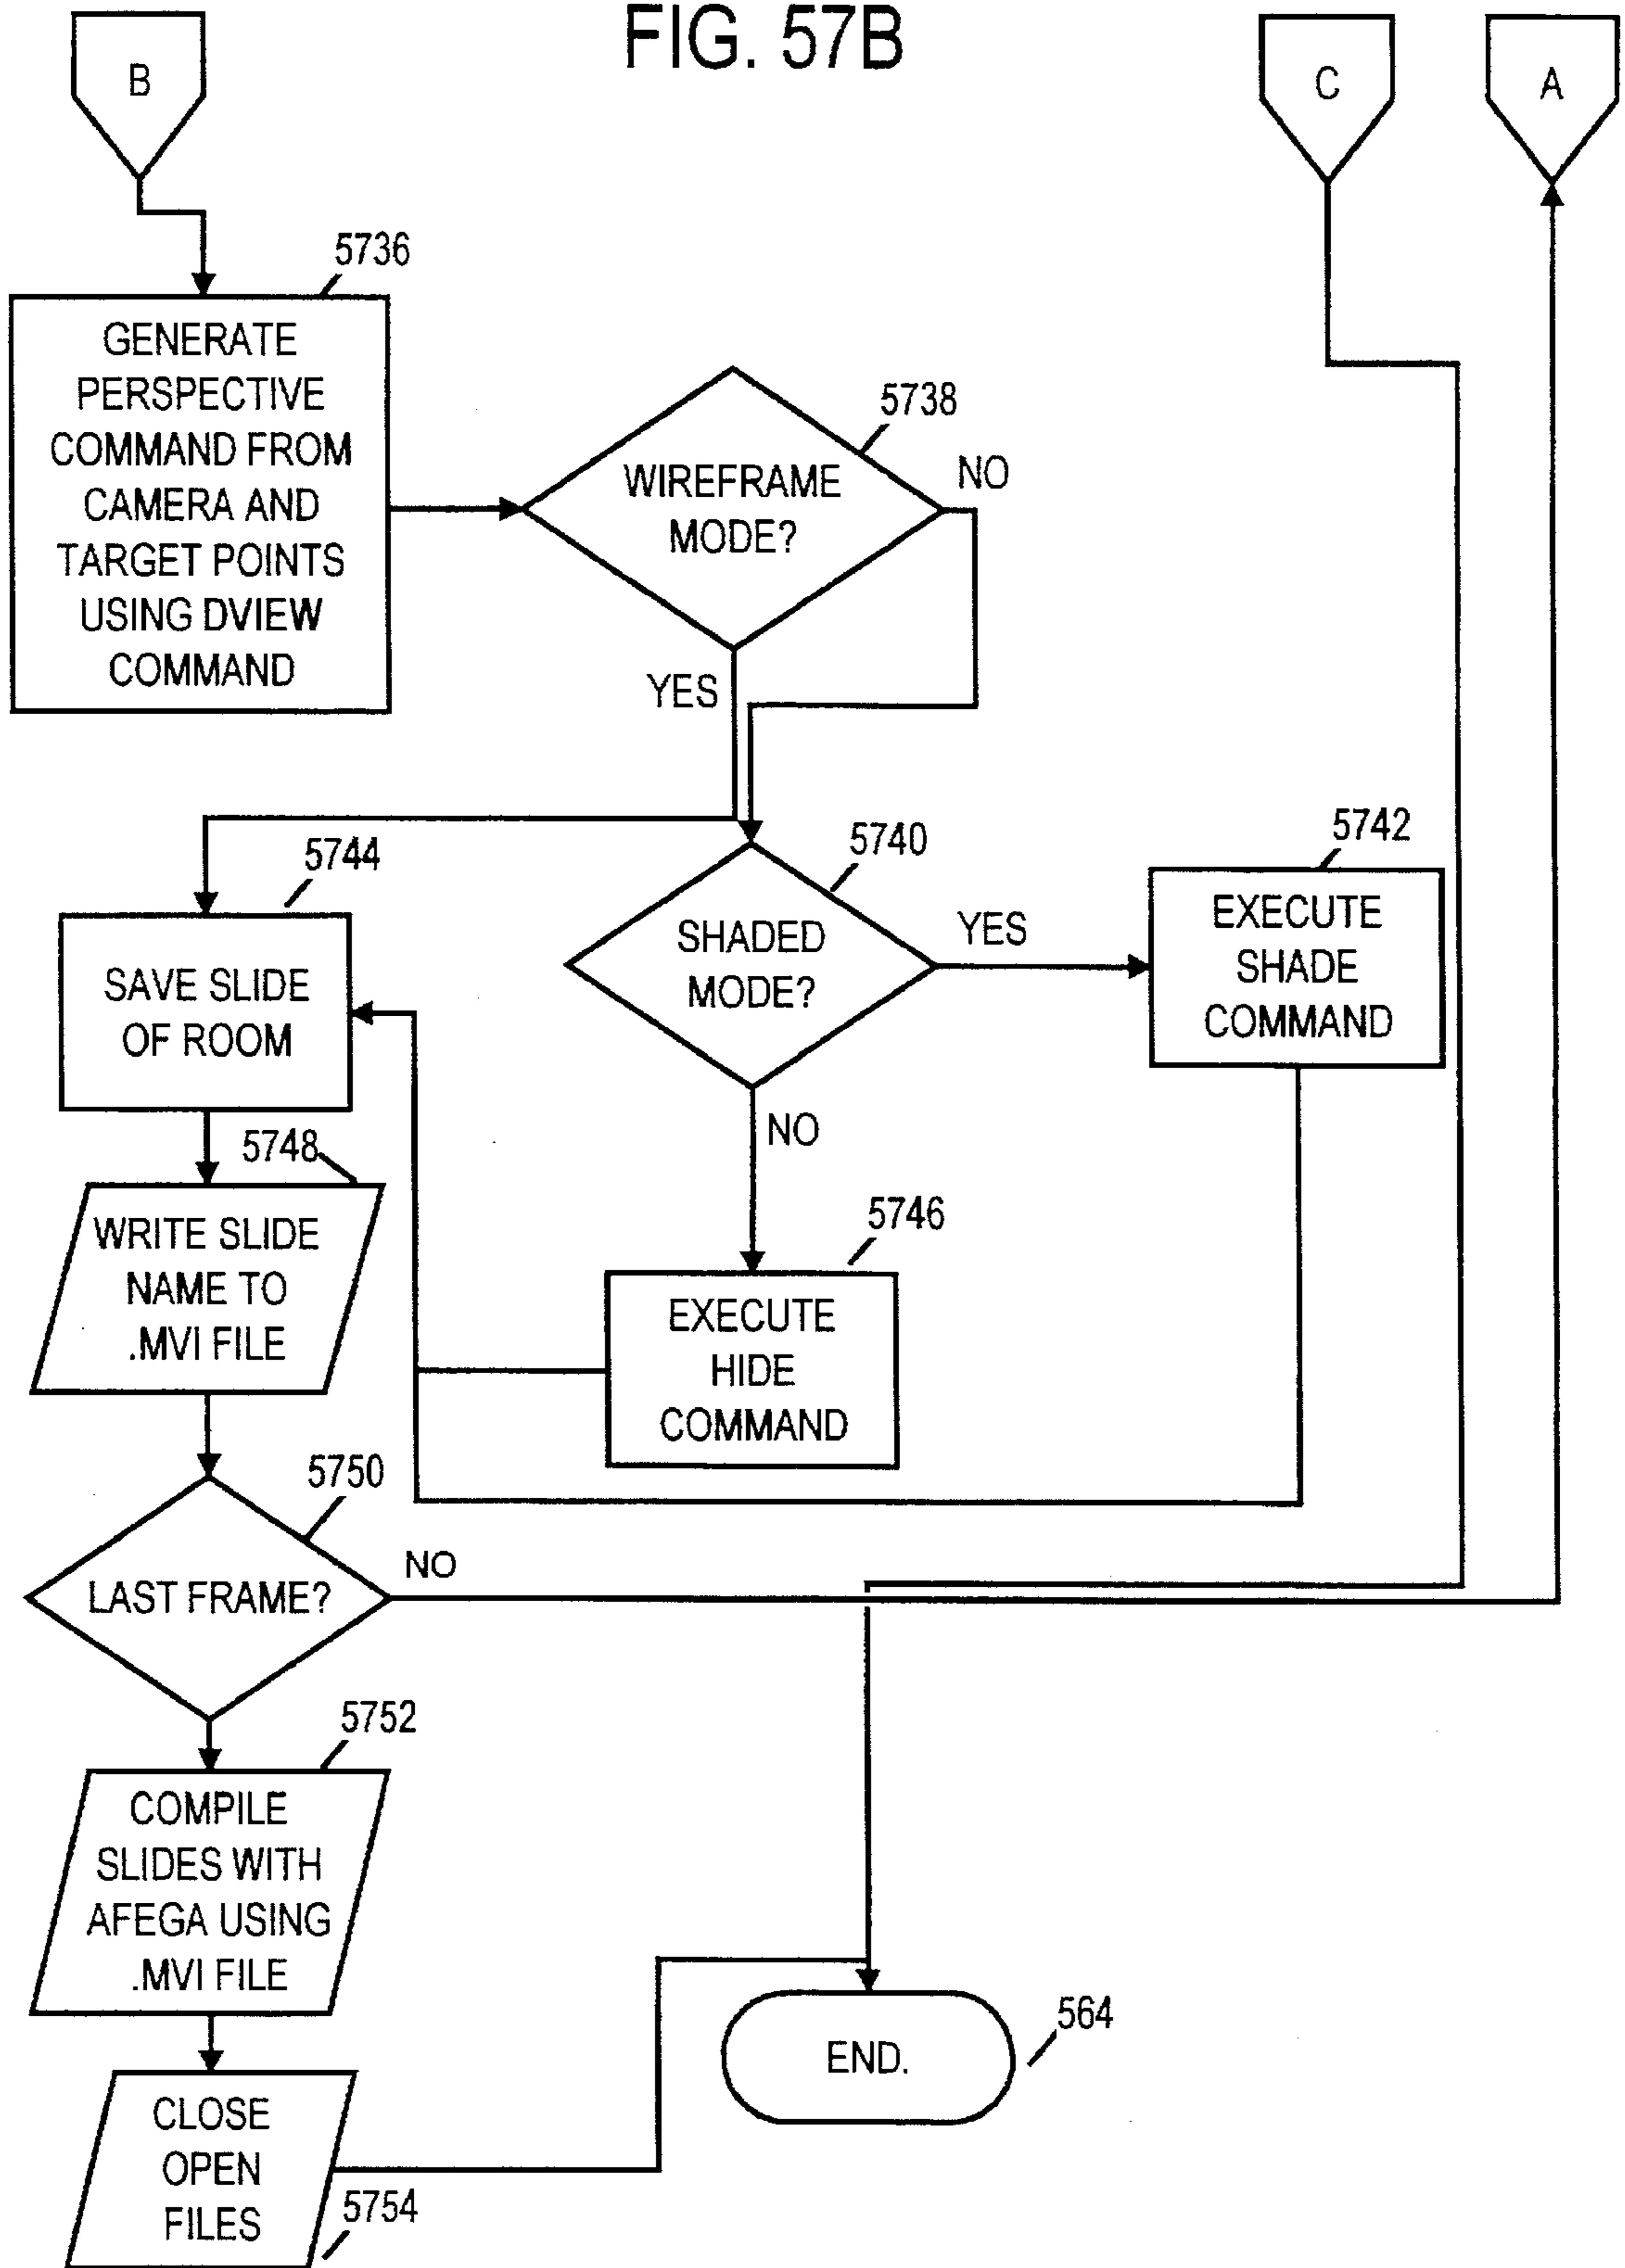 FIG. 57B
B
C
A
5736
GENERATE
PERSPECTIVE
COMMAND FROM
CAMERA AND
TARGET POINTS
USING DVIEW
COMMAND
5738
WIREFRAME
MODE?
NO
YES
5740
SHADED
MODE?
YES
5742
EXECUTE
SHADE
COMMAND
5744
SAVE SLIDE
OF ROOM
NO
5746
EXECUTE
HIDE
COMMAND
5748
WRITE SLIDE
NAME TO
.MVI FILE
5750
LAST FRAME?
NO
5752
COMPILE
SLIDES WITH
AFEGA USING
.MVI FILE
564
END.
CLOSE
OPEN
FILES
5754